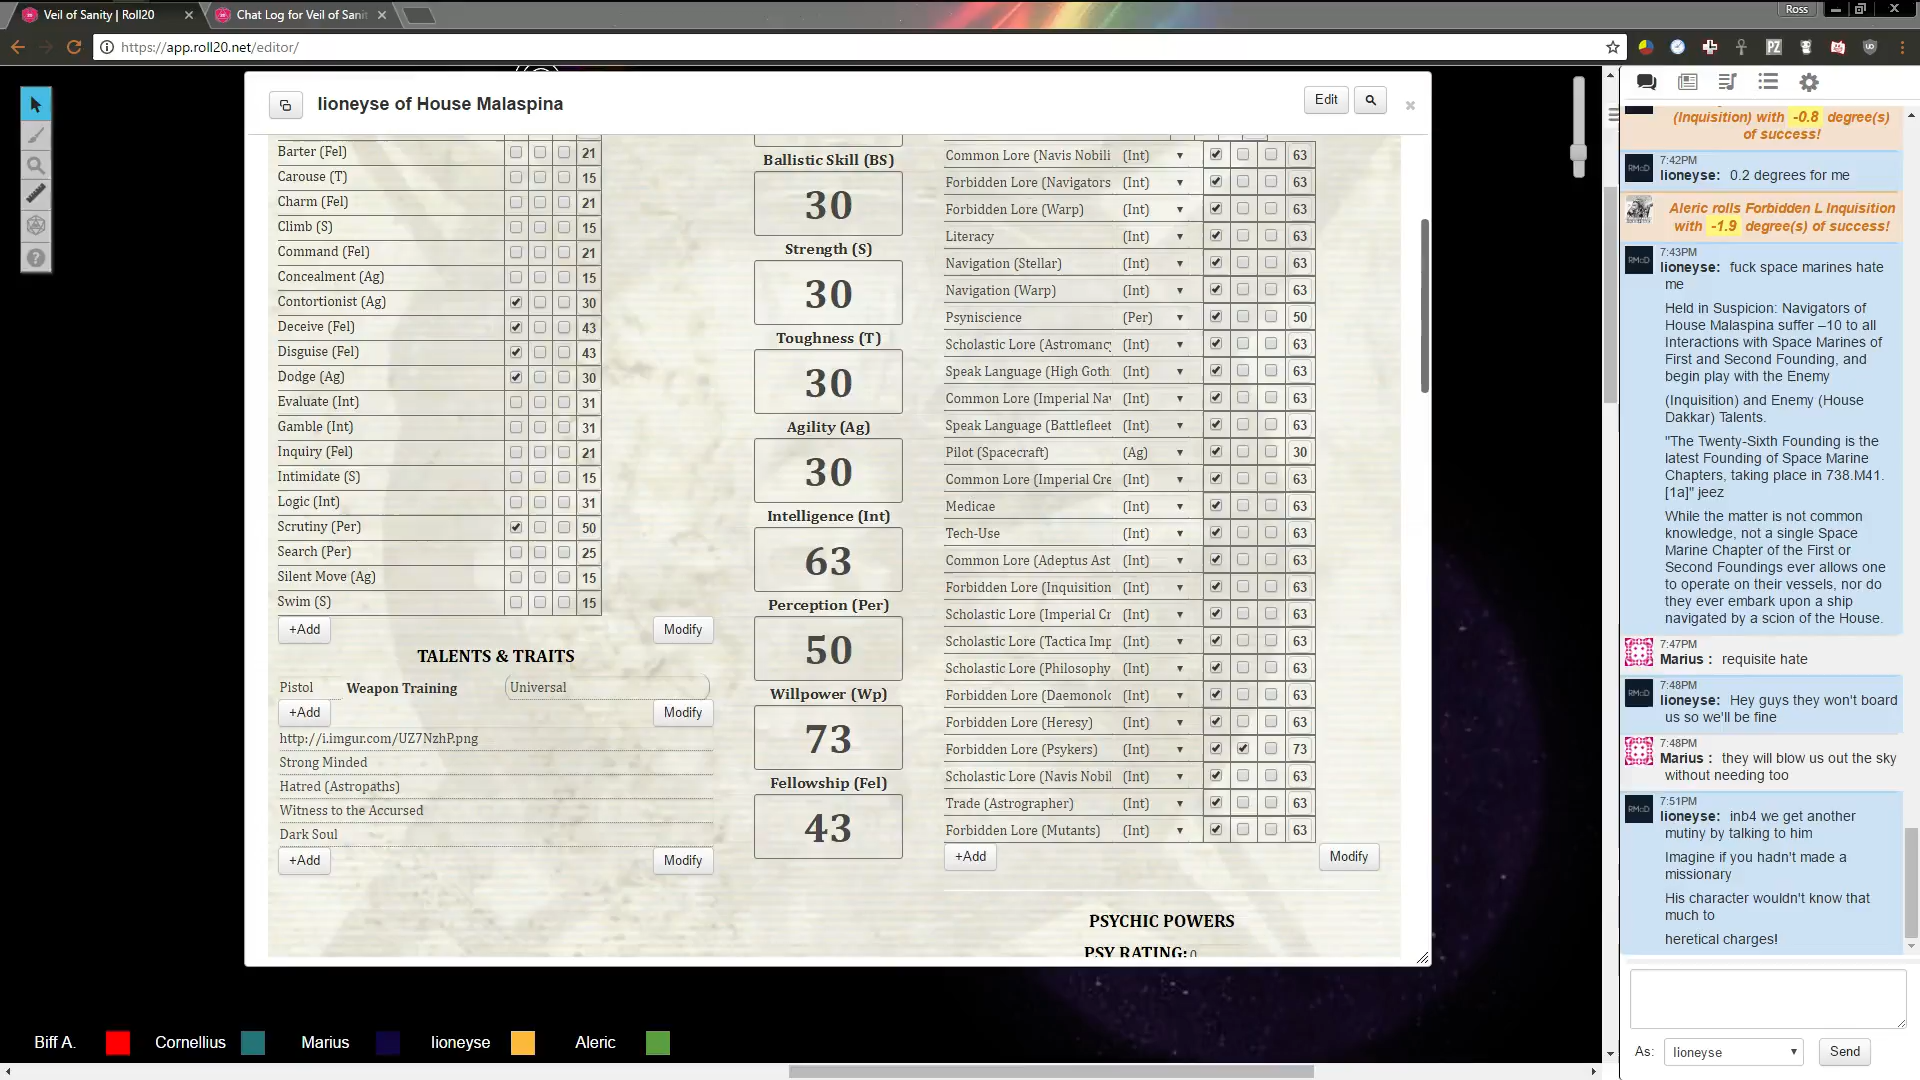 Veil of Sanity | Roll20
Chat Log for Veil of Sani
Ross
https://app.roll20.net/editor/
lioneyse of House Malaspina
Edit
Barter (Fel) 21
Carouse (T) 15
Charm (Fel) 21
Climb (S) 15
Command (Fel) 21
Concealment (Ag) 15
Contortionist (Ag) 30
Deceive (Fel) 43
Disguise (Fel) 43
Dodge (Ag) 30
Evaluate (Int) 31
Gamble (Int) 31
Inquiry (Fel) 21
Intimidate (S) 15
Logic (Int) 31
Scrutiny (Per) 50
Search (Per) 25
Silent Move (Ag) 15
Swim (S) 15
+Add Modify
TALENTS & TRAITS
Pistol Weapon Training Universal
+Add Modify
http://i.imgur.com/UZ7NzhP.png
Strong Minded
Hatred (Astropaths)
Witness to the Accursed
Dark Soul
+Add Modify
Ballistic Skill (BS)
30
Strength (S)
30
Toughness (T)
30
Agility (Ag)
30
Intelligence (Int)
63
Perception (Per)
50
Willpower (Wp)
73
Fellowship (Fel)
43
Common Lore (Navis Nobili (Int) 63
Forbidden Lore (Navigators (Int) 63
Forbidden Lore (Warp) (Int) 63
Literacy (Int) 63
Navigation (Stellar) (Int) 63
Navigation (Warp) (Int) 63
Psyniscience (Per) 50
Scholastic Lore (Astromancy (Int) 63
Speak Language (High Goth (Int) 63
Common Lore (Imperial Nav (Int) 63
Speak Language (Battlefleet (Int) 63
Pilot (Spacecraft) (Ag) 30
Common Lore (Imperial Cre (Int) 63
Medicae (Int) 63
Tech-Use (Int) 63
Common Lore (Adeptus Ast (Int) 63
Forbidden Lore (Inquisition (Int) 63
Scholastic Lore (Imperial Cr (Int) 63
Scholastic Lore (Tactica Imp (Int) 63
Scholastic Lore (Philosophy (Int) 63
Forbidden Lore (Daemonolo (Int) 63
Forbidden Lore (Heresy) (Int) 63
Forbidden Lore (Psykers) (Int) 73
Scholastic Lore (Navis Nobil (Int) 63
Trade (Astrographer) (Int) 63
Forbidden Lore (Mutants) (Int) 63
+Add Modify
PSYCHIC POWERS
PSY RATING: 0
Biff A. Cornellius Marius lioneyse Aleric
(Inquisition) with -0.8 degree(s)
of success!
7:42PM
RMcD
lioneyse: 0.2 degrees for me
Aleric rolls Forbidden L Inquisition
with -1.9 degree(s) of success!
7:43PM
RMcD
lioneyse: fuck space marines hate
me
Held in Suspicion: Navigators of
House Malaspina suffer –10 to all
Interactions with Space Marines of
First and Second Founding, and
begin play with the Enemy
(Inquisition) and Enemy (House
Dakkar) Talents.
"The Twenty-Sixth Founding is the
latest Founding of Space Marine
Chapters, taking place in 738.M41.
[1a]" jeez
While the matter is not common
knowledge, not a single Space
Marine Chapter of the First or
Second Foundings ever allows one
to operate on their vessels, nor do
they ever embark upon a ship
navigated by a scion of the House.
7:47PM
Marius : requisite hate
7:48PM
RMcD
lioneyse: Hey guys they won't board
us so we'll be fine
7:48PM
Marius : they will blow us out the sky
without needing too
7:51PM
RMcD
lioneyse: inb4 we get another
mutiny by talking to him
Imagine if you hadn't made a
missionary
His character wouldn't know that
much to
heretical charges!
As: lioneyse Send